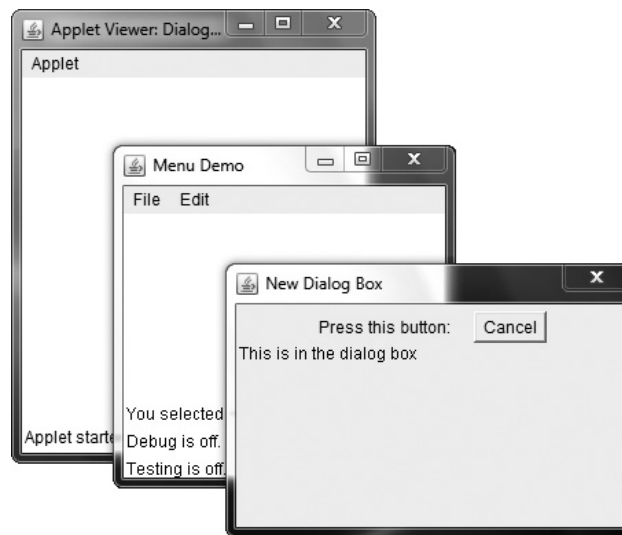 Applet Viewer: Dialog...
Applet
Menu Demo
File Edit
New Dialog Box
Press this button: Cancel
This is in the dialog box
You selected
Debug is off.
Testing is off.
Applet starte